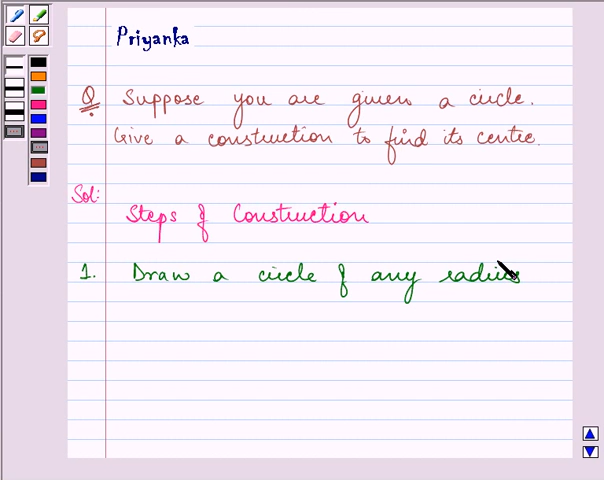 Priyanka
Q Suppose you are given a circle.
Give a construction to find its centre.
Sol:
Steps of Construction
1. Draw a circle of any radius